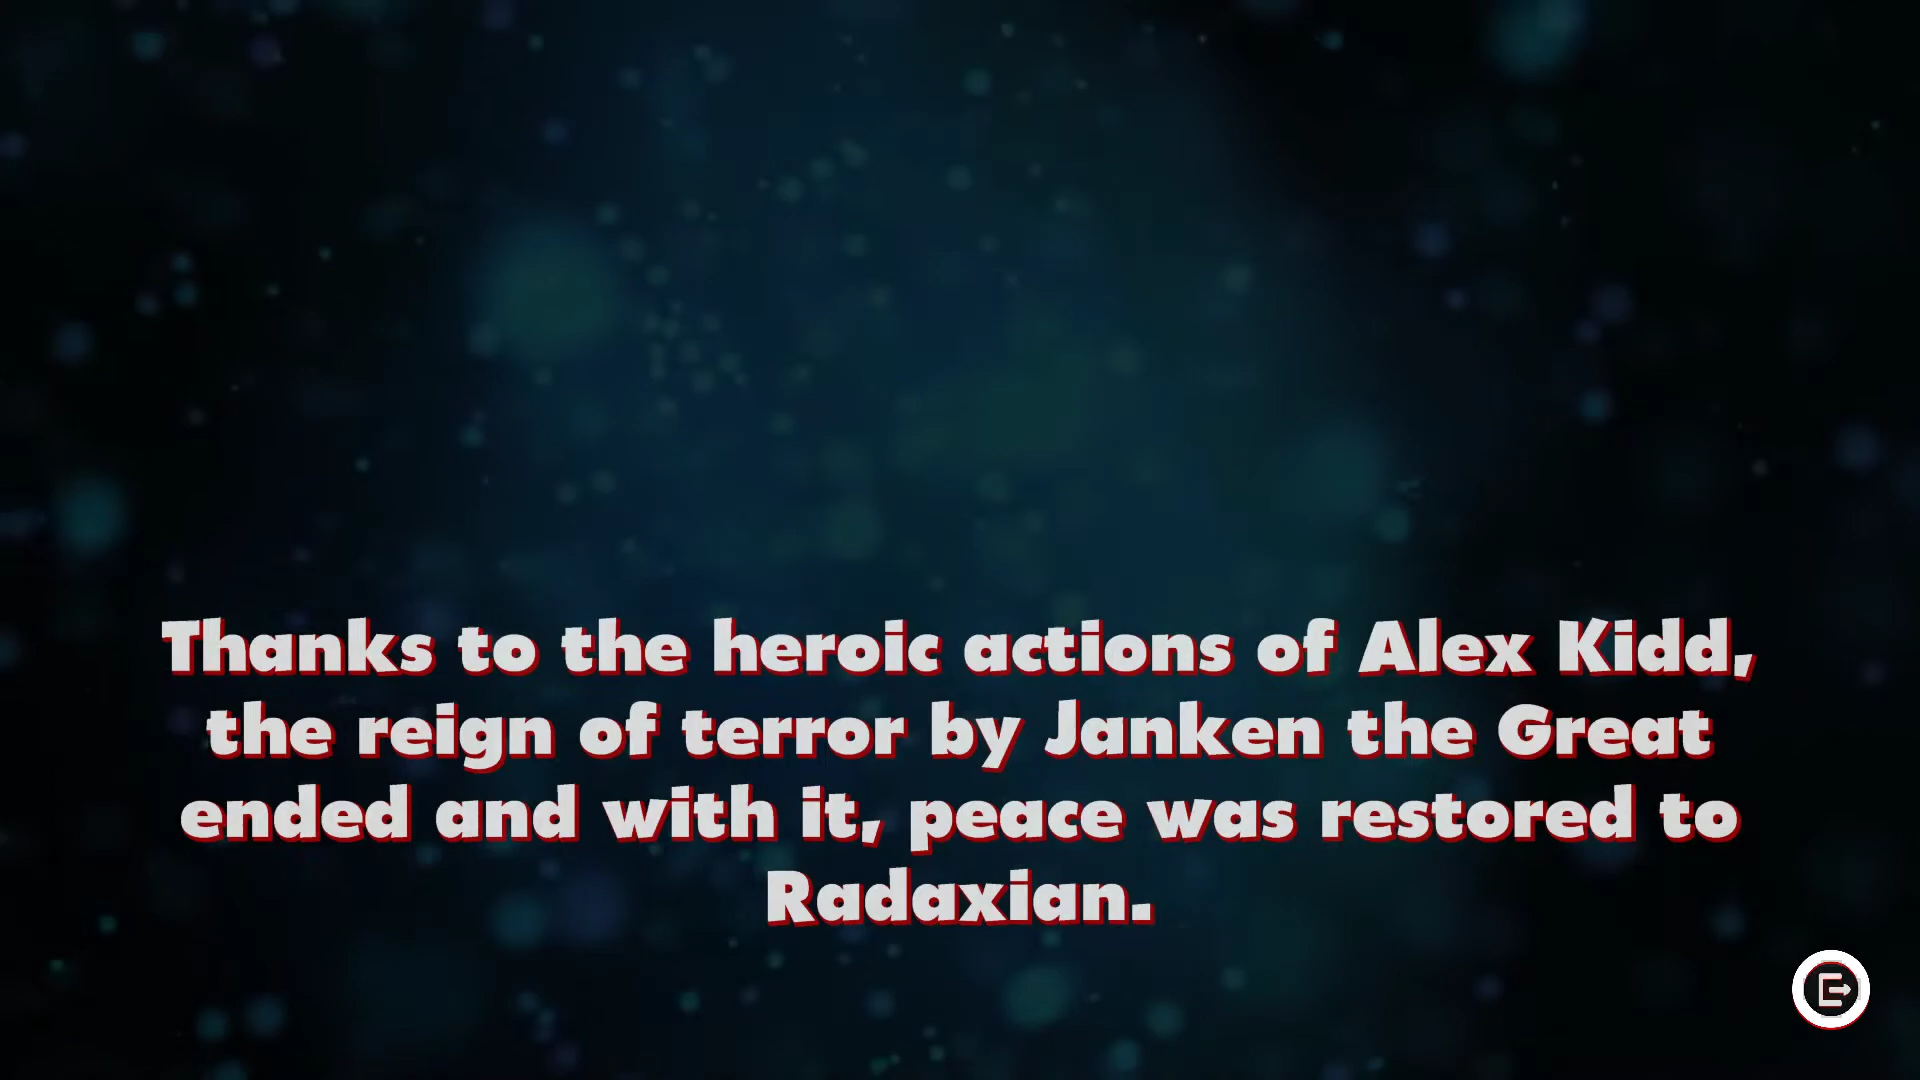 Thanks to the heroic actions of Alex Kidd,
the reign of terror by Janken the Great
ended and with it, peace was restored to
Radaxian.